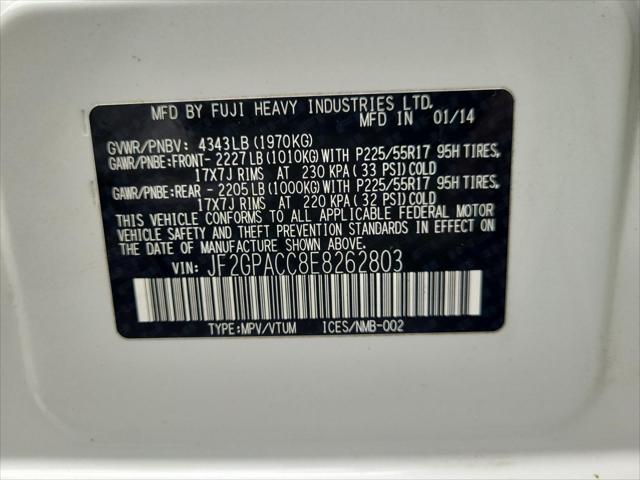 MFD BY FUJI HEAVY INDUSTRIES LTD.
MFD IN 01/14
GVWR/PNBV: 4343LB(1970KG)
GAWR/PNBE:FRONT- 2227LB(1010KG)WITH P225/55R17 95H TIRES,
17X7J RIMS AT 230 KPA( 33 PSI)COLD
GAWR/PNBE:REAR - 2205LB(1000KG)WITH P225/55R17 95H TIRES,
17X7J RIMS AT 220 KPA( 32 PSI)COLD
THIS VEHICLE CONFORMS TO ALL APPLICABLE FEDERAL MOTOR
VEHICLE SAFETY AND THEFT PREVENTION STANDARDS IN EFFECT ON
THE DATE OF MANUFACTURE SHOWN ABOVE.
VIN: JF2GPACC8E8262803
TYPE:MPV/VTUM ICES/NMB-002